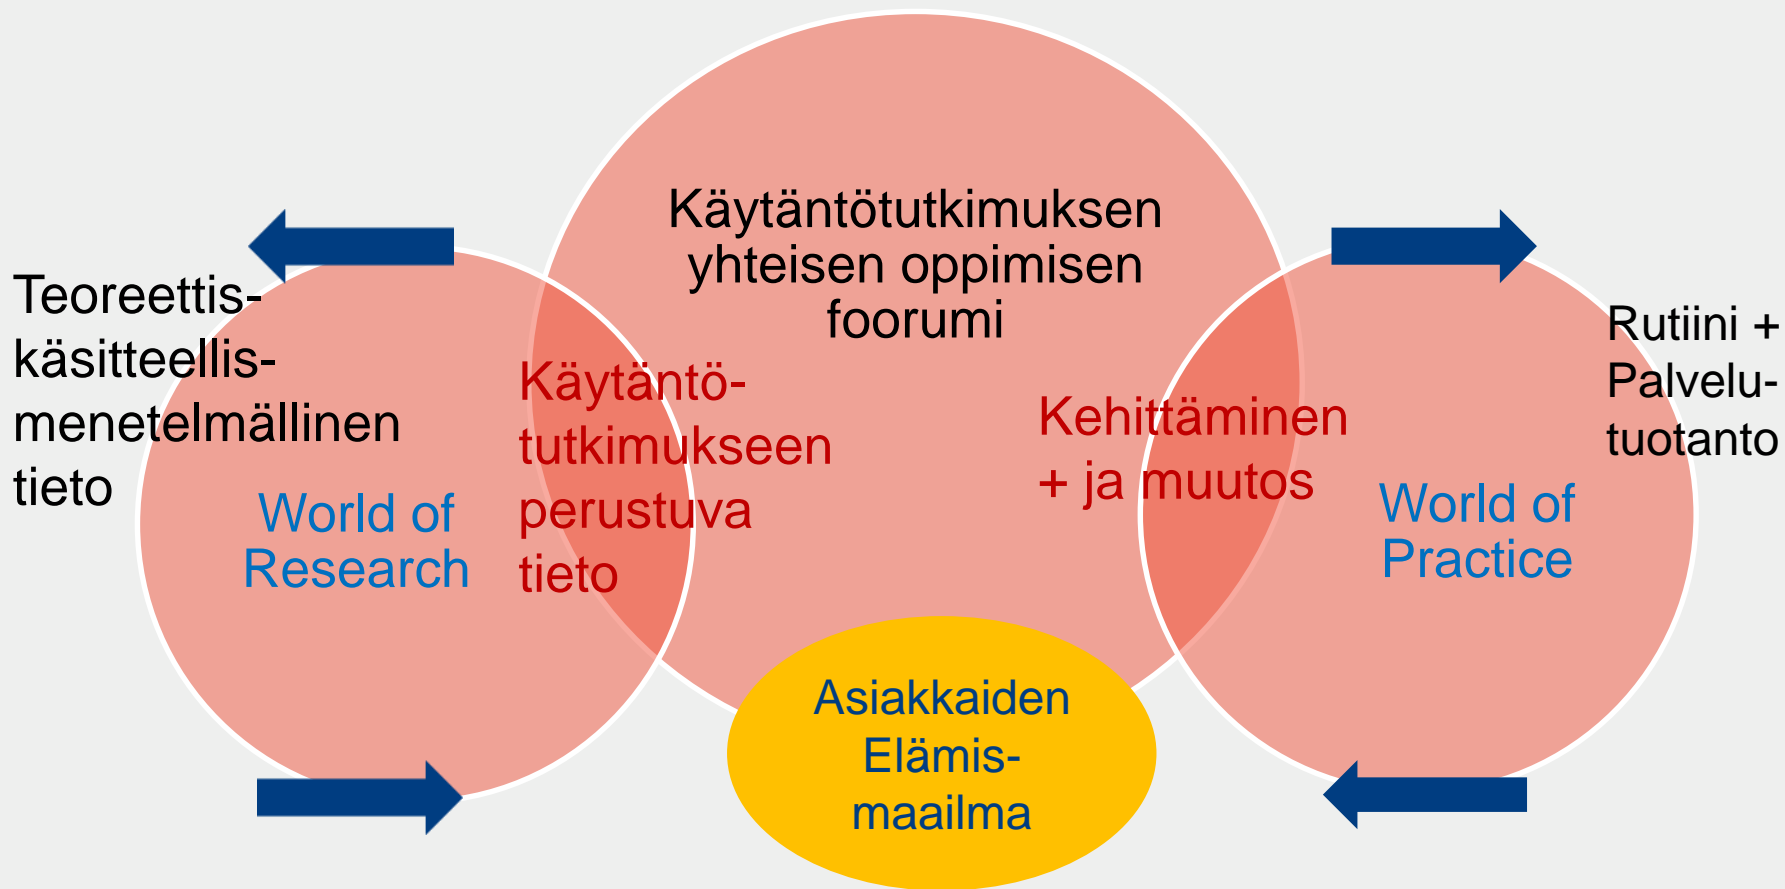 Käytäntötutkimuksen
yhteisen oppimisen
foorumi
Teoreettis-
käsitteellis-
menetelmällinen
tieto
World of
Research
Käytäntö-
tutkimukseen
perustuva
tieto
Kehittäminen
+ ja muutos
World of
Practice
Rutiini +
Palvelu-
tuotanto
Asiakkaiden
Elämis-
maailma